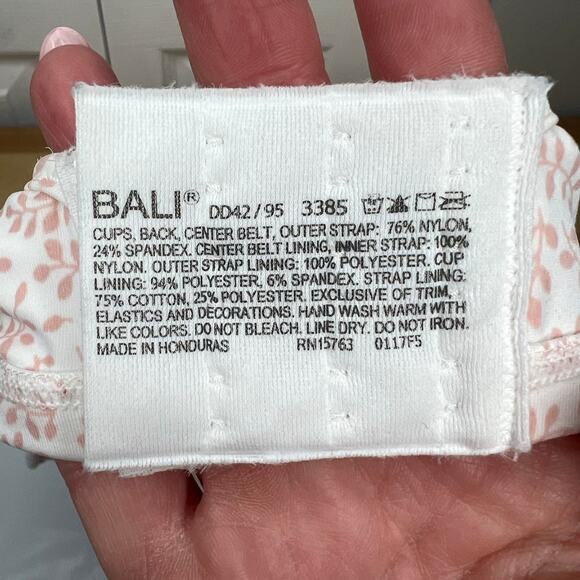 BALI® DD42/95 3385
CUPS, BACK, CENTER BELT, OUTER STRAP: 76% NYLON,
24% SPANDEX. CENTER BELT LINING, INNER STRAP: 100%
NYLON. OUTER STRAP LINING: 100% POLYESTER. CUP
LINING: 94% POLYESTER, 6% SPANDEX. STRAP LINING:
75% COTTON, 25% POLYESTER. EXCLUSIVE OF TRIM,
ELASTICS AND DECORATIONS. HAND WASH WARM WITH
LIKE COLORS. DO NOT BLEACH. LINE DRY. DO NOT IRON.
MADE IN HONDURAS RN15763 0117F5